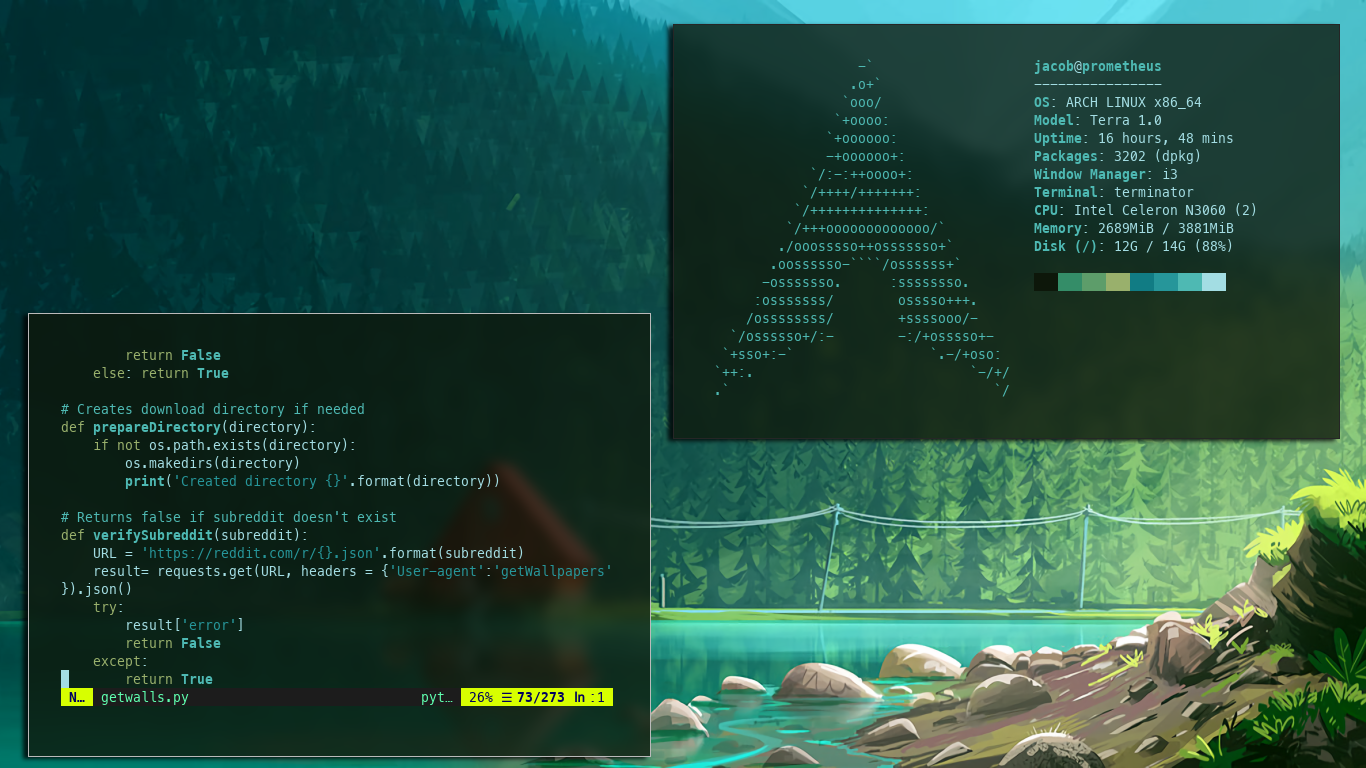 return False
    else: return True

# Creates download directory if needed
def prepareDirectory(directory):
    if not os.path.exists(directory):
        os.makedirs(directory)
        print('Created directory {}'.format(directory))

# Returns false if subreddit doesn't exist
def verifySubreddit(subreddit):
    URL = 'https://reddit.com/r/{}.json'.format(subreddit)
    result= requests.get(URL, headers = {'User-agent':'getWallpapers'
}).json()
    try:
        result['error']
        return False
    except:
        return True
N… getwalls.py pyt… 26% ☰ 73/273 ln :1
-`
.o+`
`ooo/
`+oooo:
`+oooooo:
-+oooooo+:
`/:-:++oooo+:
`/++++/+++++++:
`/++++++++++++++:
`/+++ooooooooooooo/`
./ooosssso++osssssso+`
.oossssso-````/ossssss+`
-osssssso.      :ssssssso.
:osssssss/        osssso+++.
/ossssssss/        +ssssooo/-
`/ossssso+/:-        -:/+osssso+-
`+sso+:-`                 `.-/+oso:
`++:.                           `-/+/
.`                                 `/
jacob@prometheus
----------------
OS: ARCH LINUX x86_64
Model: Terra 1.0
Uptime: 16 hours, 48 mins
Packages: 3202 (dpkg)
Window Manager: i3
Terminal: terminator
CPU: Intel Celeron N3060 (2)
Memory: 2689MiB / 3881MiB
Disk (/): 12G / 14G (88%)